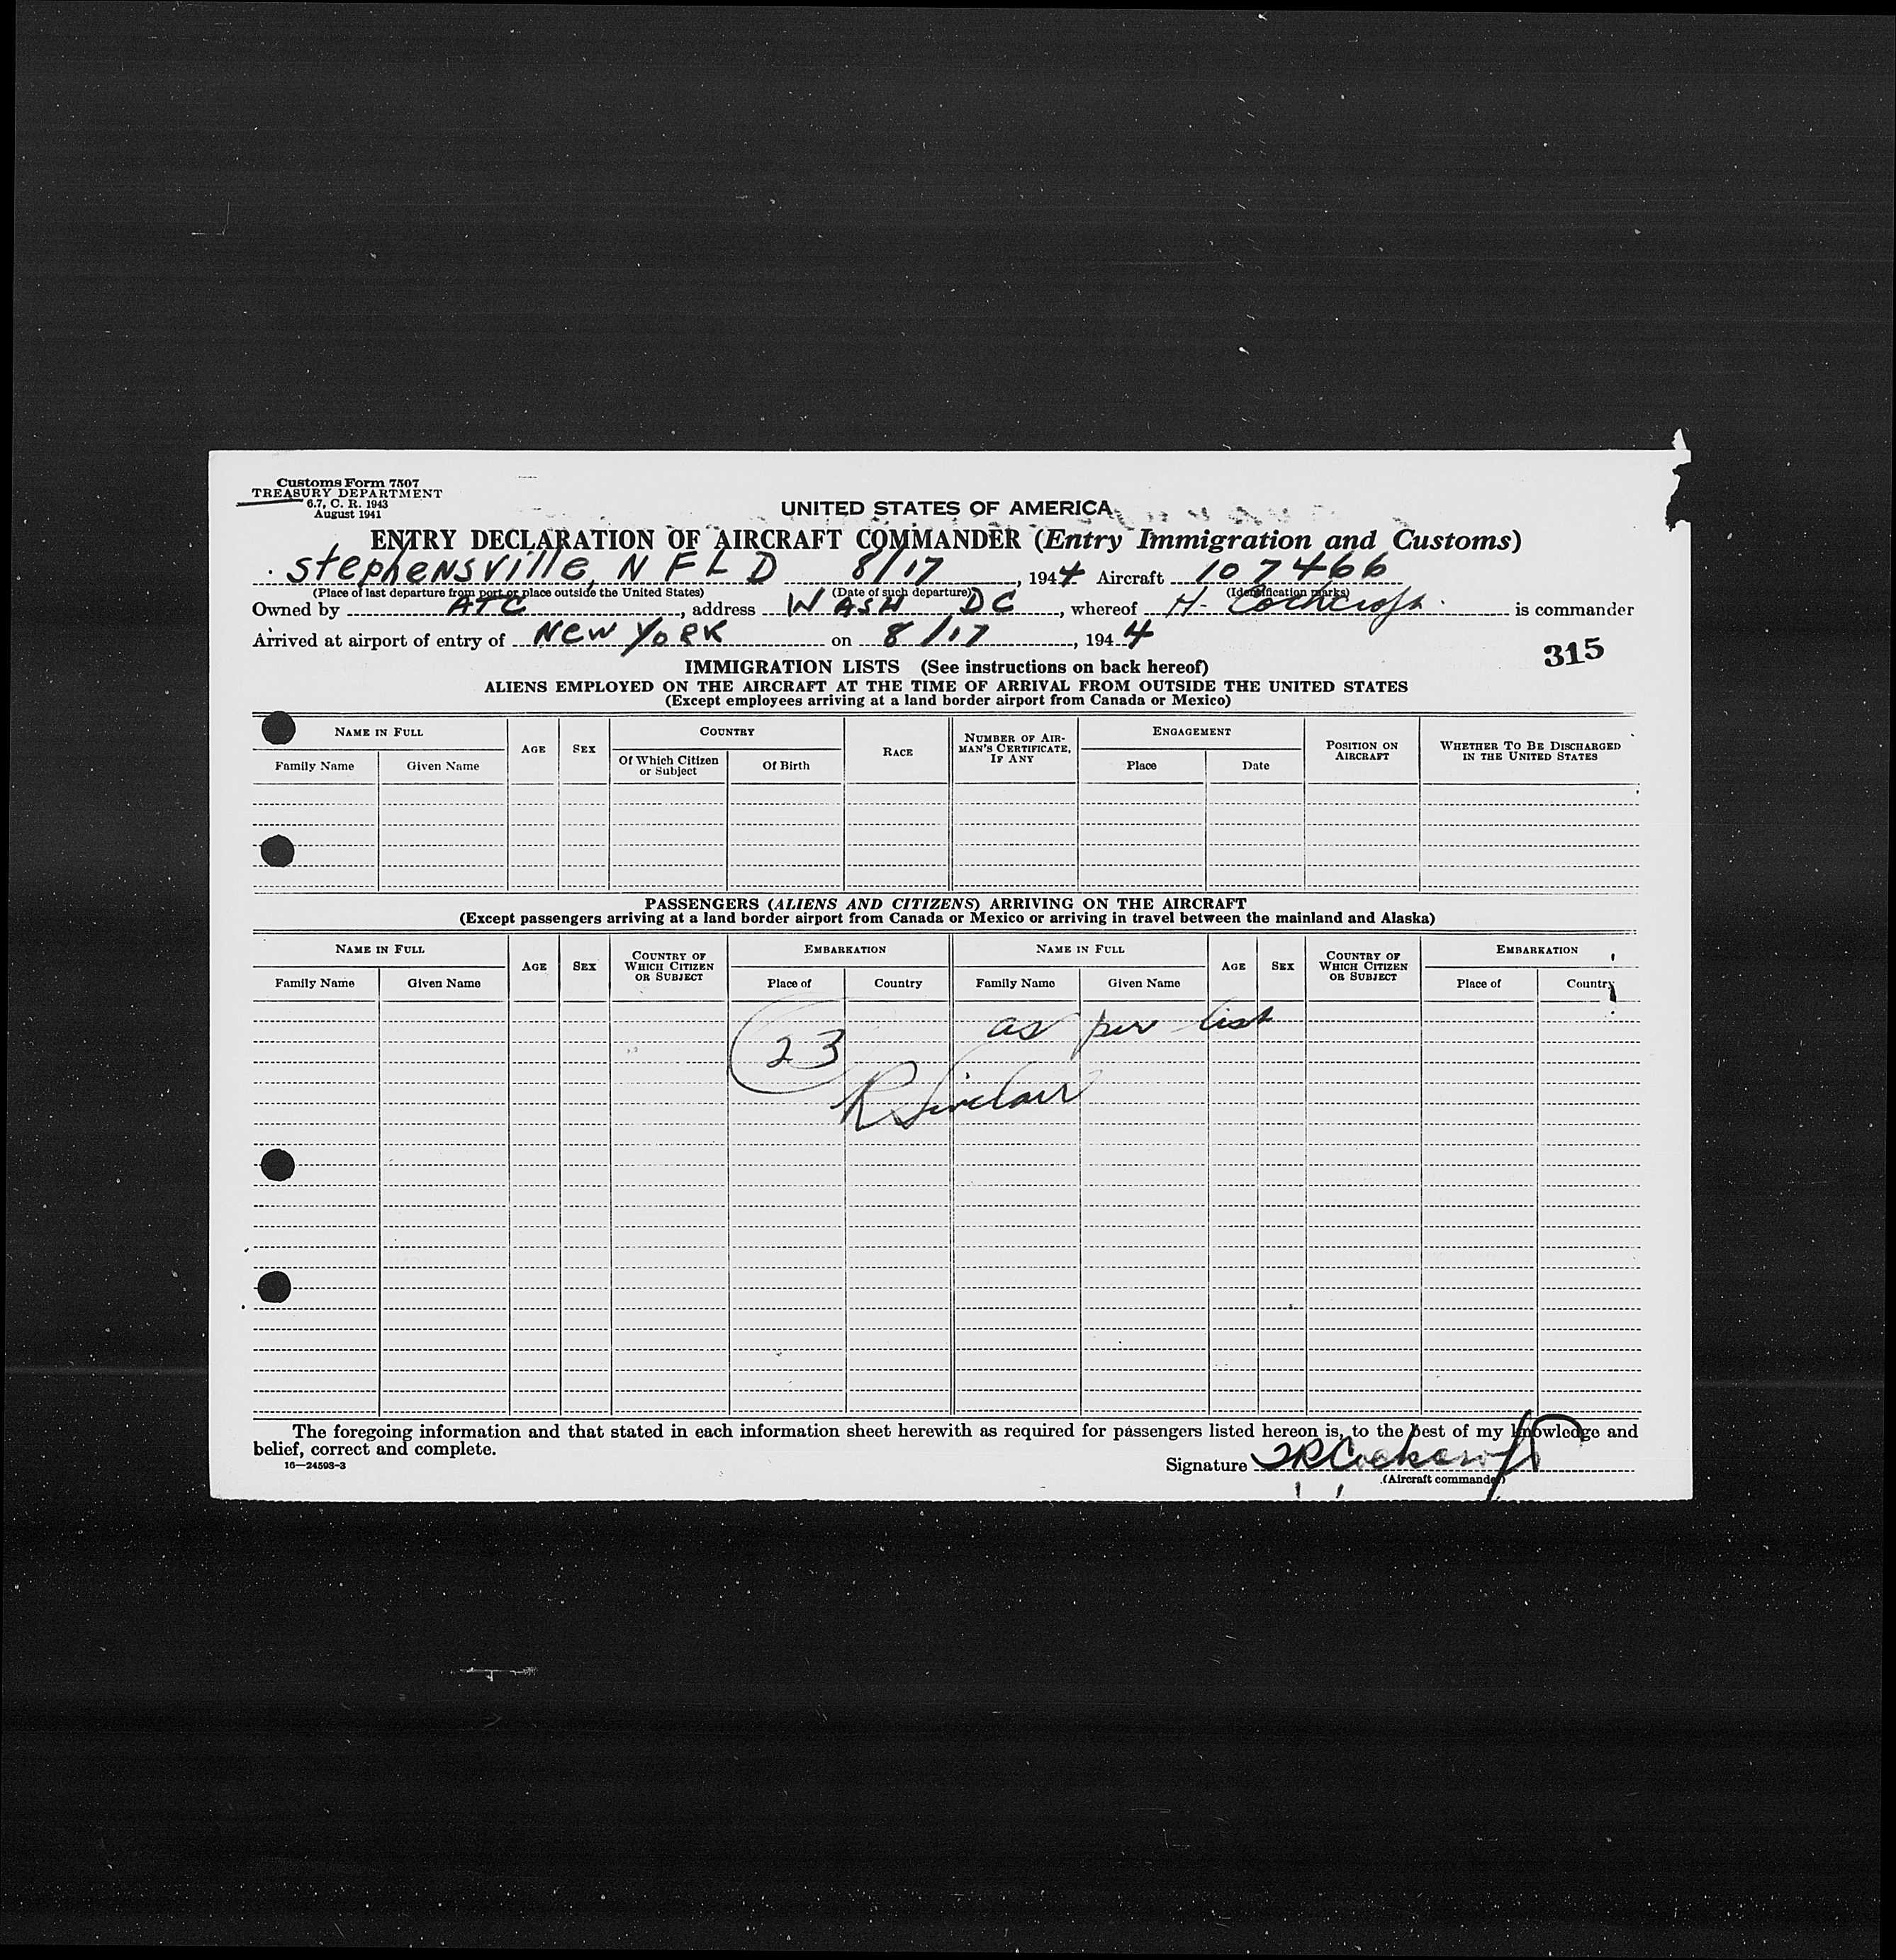 Customs Form 7507
TREASURY DEPARTMENT
6.7, C. R. 1943
August 1941
UNITED STATES OF AMERICA
ENTRY DECLARATION OF AIRCRAFT COMMANDER (Entry Immigration and Customs)
Stephensville, NFLD 8/17, 1944 Aircraft 107466
(Place of last departure from port or place outside the United States) (Date of such departure) (Identification marks)
Owned by ATC, address WASH DC, whereof H. Cockcroft is commander
Arrived at airport of entry of New York on 8/17, 1944
315
IMMIGRATION LISTS (See instructions on back hereof)
ALIENS EMPLOYED ON THE AIRCRAFT AT THE TIME OF ARRIVAL FROM OUTSIDE THE UNITED STATES
(Except employees arriving at a land border airport from Canada or Mexico)
NAME IN FULL AGE SEX COUNTRY RACE NUMBER OF AIRMAN'S CERTIFICATE, IF ANY ENGAGEMENT POSITION ON AIRCRAFT WHETHER TO BE DISCHARGED IN THE UNITED STATES
Family Name Given Name Of Which Citizen or Subject Of Birth Place Date
PASSENGERS (ALIENS AND CITIZENS) ARRIVING ON THE AIRCRAFT
(Except passengers arriving at a land border airport from Canada or Mexico or arriving in travel between the mainland and Alaska)
NAME IN FULL AGE SEX COUNTRY OF WHICH CITIZEN OR SUBJECT EMBARKATION NAME IN FULL AGE SEX COUNTRY OF WHICH CITIZEN OR SUBJECT EMBARKATION
Family Name Given Name Place of Country Family Name Given Name Place of Country
23 as per list
R Sinclair
The foregoing information and that stated in each information sheet herewith as required for passengers listed hereon is, to the best of my knowledge and
belief, correct and complete.
16—24593-3
Signature Cockcroft
(Aircraft commander)